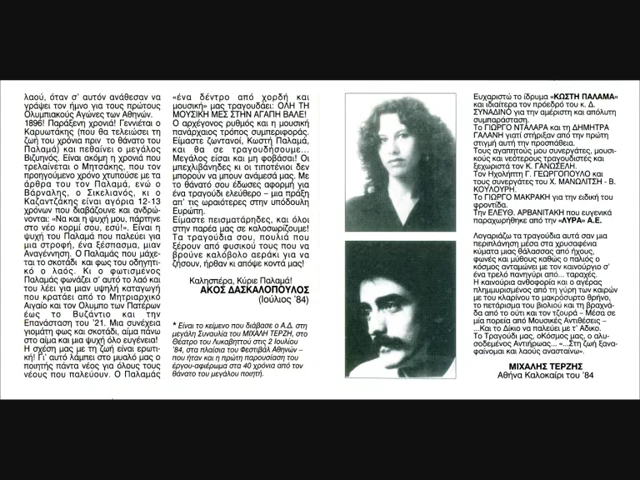 λαού, όταν σ' αυτόν ανάθεσαν να
γράψει τον ήμνο για τους πρώτους
Ολυμπιακούς Αγώνες των Αθηνών.
1896! Παράξενη χρονιά! Γεννιέται ο
Καρυωτάκης (που θα τελειώσει τη
ζωή του χρόνια πριν το θάνατο του
Παλαμά) και πεθαίνει ο μεγάλος
Βιζυηνός. Είναι ακόμη η χρονιά που
τρελαίνεται ο Μητσάκης, που τον
προηγούμενο χρόνο χτυπούσε με τα
άρθρα του τον Παλαμά, ενώ ο
Βάρναλης, ο Σικελιανός, κι ο
Καζαντζάκης είναι αγόρια 12-13
χρόνων που διαβάζουνε και ανδρώ-
νονται: «Να και η ψυχή μου, πάρτηνε
στο νέο κορμί σου, εσύ!». Είναι η
ψυχή του Παλαμά που παλεύει για
μια στροφή, ένα ξέσπασμα, μιαν
Αναγέννηση. Ο Παλαμάς που μάχε-
ται το σκοτάδι και φως του οδηγητι-
κό ο λαός. Κι ο φωτισμένος
Παλαμάς φωνάζει σ' αυτό το λαό και
του λέει για μιαν υψηλή καταγωγή
που κρατάει από το Μητριαρχικό
Αιγαίο και τον Όλυμπο των Πατέρων
έως το Βυζάντιο και την
Επανάσταση του '21. Μια συνέχεια
γιομάτη φως και σκοτάδι, αίμα πάνω
στο αίμα και μια ψυχή όλο ευγένεια!
Η σχέση μας με τη ζωή είναι ερωτι-
κή! Γι' αυτό λάμπει στο μυαλό μας ο
ποιητής πάντα νέος για όλους τους
νέους που παλεύουν. Ο Παλαμάς
«ένα δέντρο από χορδή και
μουσική» μας τραγουδάει: ΟΛΗ ΤΗ
ΜΟΥΣΙΚΗ ΜΕΣ ΣΤΗΝ ΑΓΑΠΗ ΒΑΛΕ!
Ο αρχέγονος ρυθμός και η μουσική
πανάρχαιος τρόπος συμπεριφοράς.
Είμαστε ζωντανοί, Κωστή Παλαμά,
και θα σε τραγουδήσουμε...
Μεγάλος είσαι και μη φοβάσαι! Οι
μπεχλιβάνηδες κι οι τιποτένιοι δεν
μπορούν να μπουν ανάμεσά μας. Με
το θάνατό σου έδωσες αφορμή για
ένα τραγούδι ελεύθερο – μια πράξη
απ' τις ωραιότερες στην υπόδουλη
Ευρώπη.
Είμαστε πεισματάρηδες, και όλοι
στην παρέα μας σε καλοσωρίζουμε!
Τα τραγούδια σου, πουλιά που
ξέρουν από φυσικού τους που να
βρούνε καλόβολο αεράκι για να
ζήσουν, ήρθαν κι απόψε κοντά μας!
Καλησπέρα, Κύριε Παλαμά!
ΑΚΟΣ ΔΑΣΚΑΛΟΠΟΥΛΟΣ
(Ιούλιος '84)
* Είναι το κείμενο που διάβασε ο Α.Δ. στη
μεγάλη Συναυλία του ΜΙΧΑΛΗ ΤΕΡΖΗ, στο
Θέατρο του Λυκαβηττού στις 2 Ιουλίου
'84, στα πλαίσια του Φεστιβάλ Αθηνών –
που ήταν και η πρώτη παρουσίαση του
έργου-αφιέρωμα στα 40 χρόνια από τον
θάνατο του μεγάλου ποιητή.
Ευχαριστώ το ίδρυμα «ΚΩΣΤΗ ΠΑΛΑΜΑ»
και ιδιαίτερα τον πρόεδρό του κ. Δ.
ΣΥΝΑΔΙΝΟ για την αμέριστη και απόλυτη
συμπαράσταση.
Το ΓΙΩΡΓΟ ΝΤΑΛΑΡΑ και τη ΔΗΜΗΤΡΑ
ΓΑΛΑΝΗ γιατί στήριξαν από την πρώτη
στιγμή αυτή την προσπάθεια.
Τους αγαπητούς μου συνεργάτες, μουσι-
κούς και νεότερους τραγουδιστές και
ξεχωριστά τον Κ. ΓΑΝΩΣΕΛΗ.
Τον Ηχολήπτη Γ. ΓΕΩΡΓΟΠΟΥΛΟ και
τους συνεργάτες του Χ. ΜΑΝΩΛΙΤΣΗ - Β.
ΚΟΥΛΟΥΡΗ.
Το ΓΙΩΡΓΟ ΜΑΚΡΑΚΗ για την ειδική του
φροντίδα.
Την ΕΛΕΥΘ. ΑΡΒΑΝΙΤΑΚΗ που ευγενικά
παραχωρήθηκε από την «ΛΥΡΑ» Α.Ε.
Λογαριάζω τα τραγούδια αυτά σαν μια
περιπλάνηση μέσα στα χρυσαφένια
κύματα μιας θάλασσας από ήχους,
φωνές και μύθους καθώς ο παλιός ο
κόσμος ανταμώνει με τον καινούργιο σ'
ένα τρελό πανηγύρι από... ταραχές.
Η καινούρια ανθοφορία και ο αγέρας
πλημμυρισμένος από τη γύρη των καιρών
με του κλαρίνου το μακρόσυρτο θρήνο,
το πετάρισμα του βιολιού και τη βραχνά-
δα από το ούτι και τον τζουρά – Μέσα σε
μία πορεία από Μουσικές Αντιθέσεις –
...Και το Δίκιο να παλεύει με τ' Άδικο.
Το Τραγούδι μας, οΚόσμος μας, ο αλυ-
σοδεμένος Αντιήρωας... «...Στη ζωή ξανα-
φαίνομαι και λαούς ανασταίνω».
ΜΙΧΑΛΗΣ ΤΕΡΖΗΣ
Αθήνα Καλοκαίρι του '84